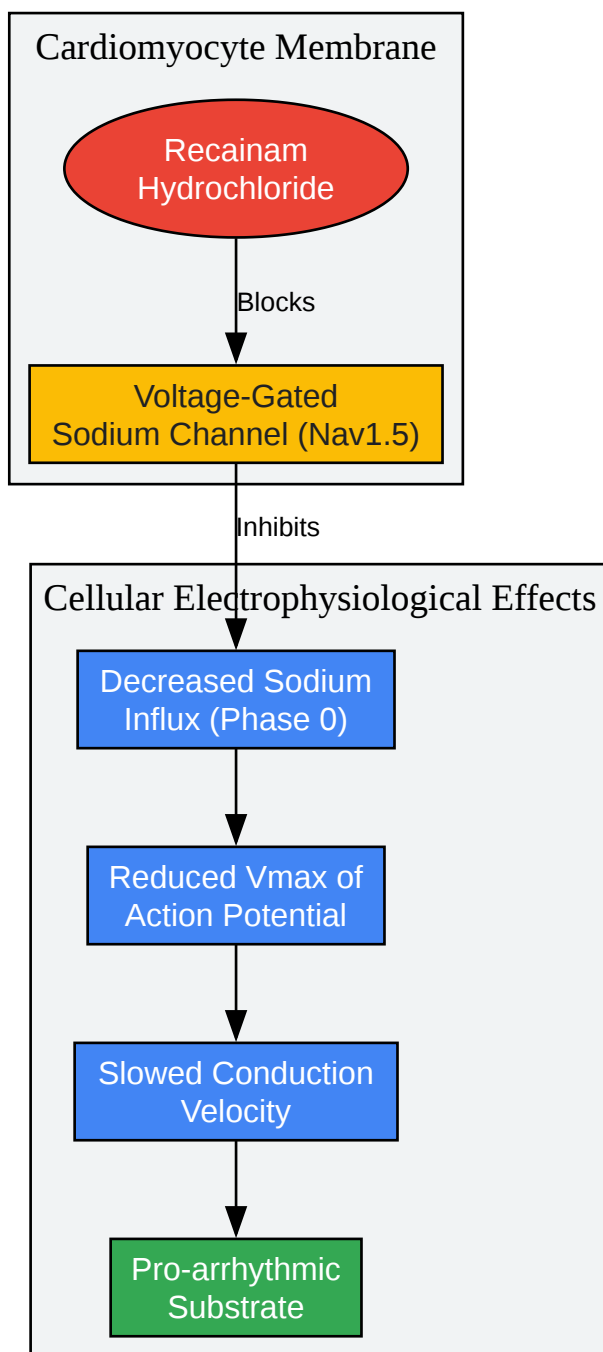 Cardiomyocyte Membrane
Recainam
Hydrochloride
Blocks
Voltage-Gated
Sodium Channel (Nav1.5)
Inhibits
Cellular Electrophysiological Effects
Decreased Sodium
Influx (Phase 0)
Reduced Vmax of
Action Potential
Slowed Conduction
Velocity
Pro-arrhythmic
Substrate